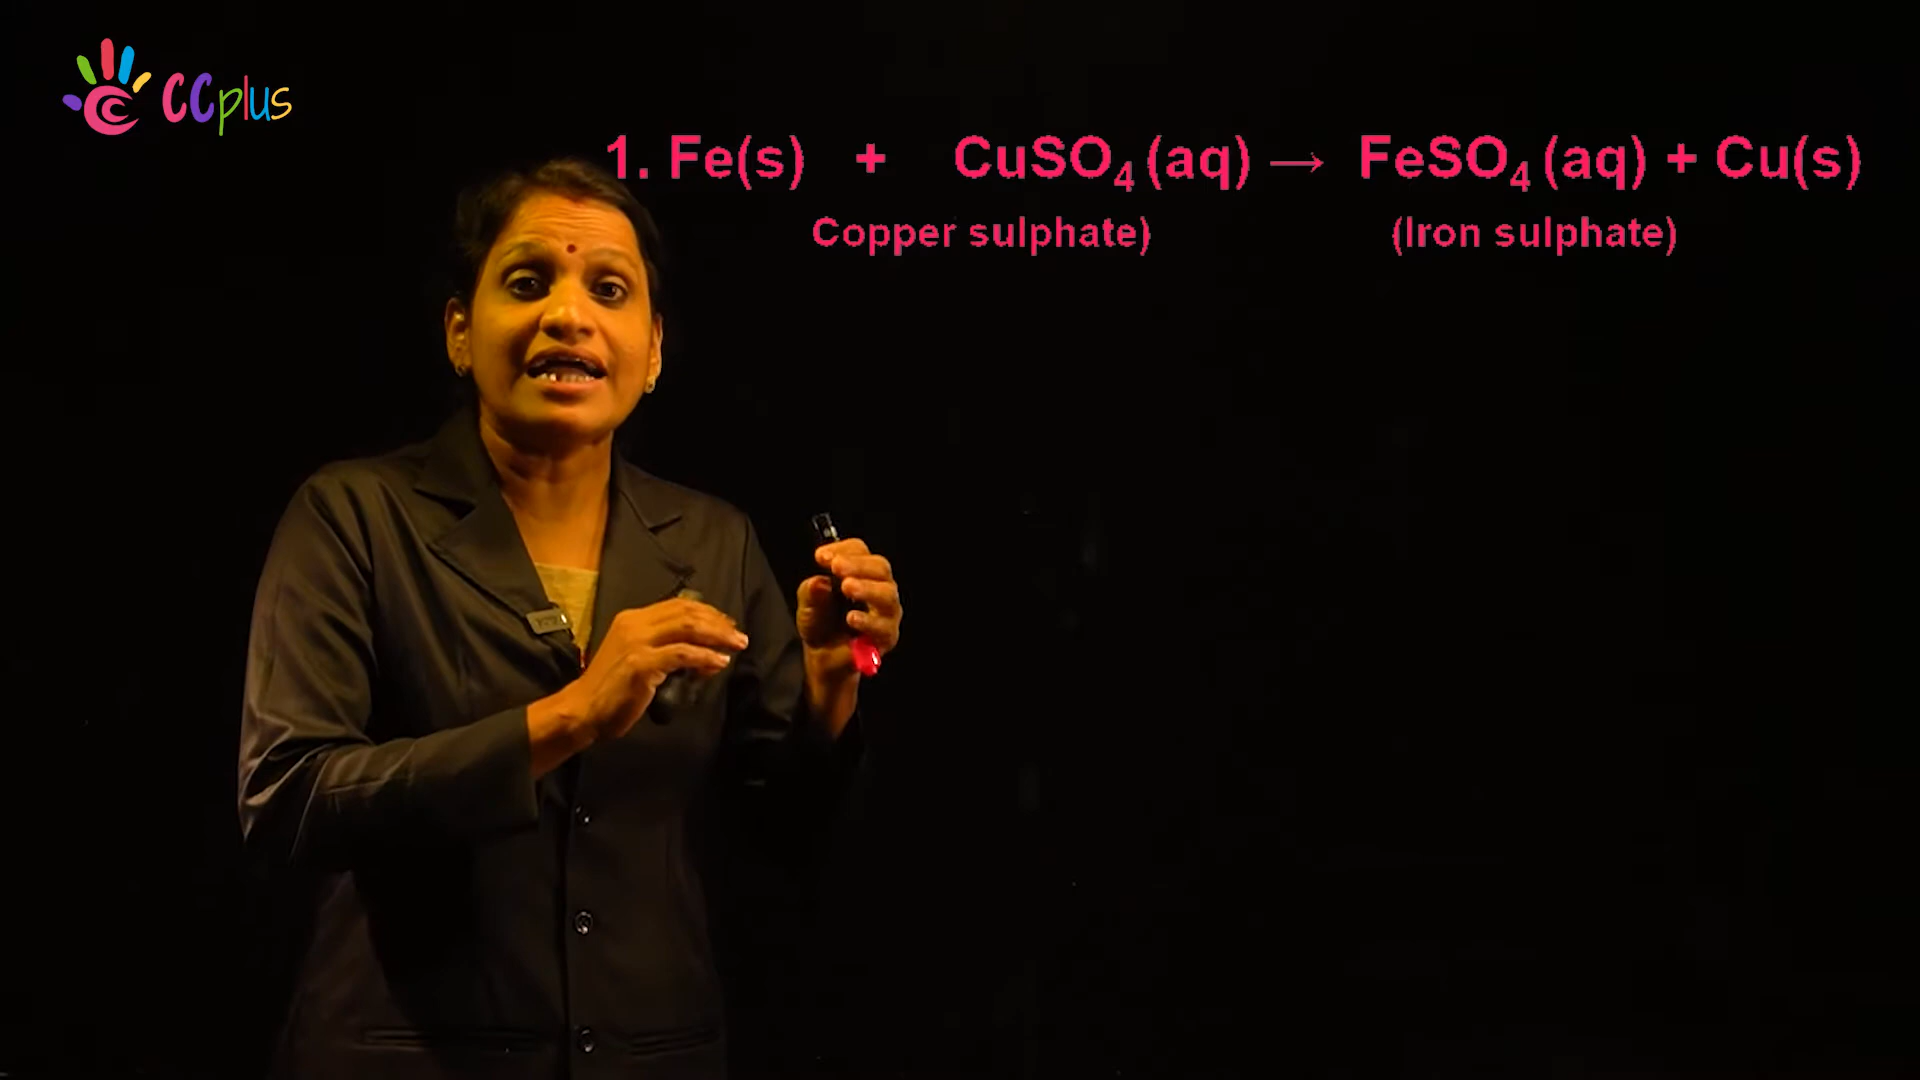 CCplus
1. Fe(s) + CuSO₄ (aq) → FeSO₄ (aq) + Cu(s)
Copper sulphate) (Iron sulphate)